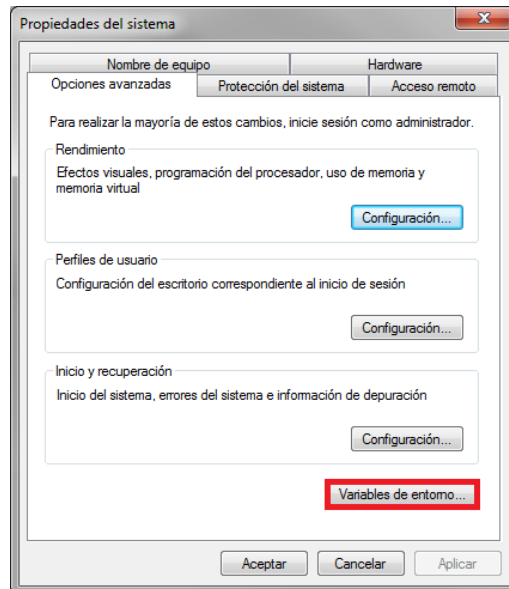 Propiedades del sistema
Nombre de equipo
Hardware
Opciones avanzadas
Protección del sistema
Acceso remoto
Para realizar la mayoría de estos cambios, inicie sesión como administrador.
Rendimiento
Efectos visuales, programación del procesador, uso de memoria y
memoria virtual
Configuración...
Perfiles de usuario
Configuración del escritorio correspondiente al inicio de sesión
Configuración...
Inicio y recuperación
Inicio del sistema, errores del sistema e información de depuración
Configuración...
Variables de entorno...
Aceptar
Cancelar
Aplicar